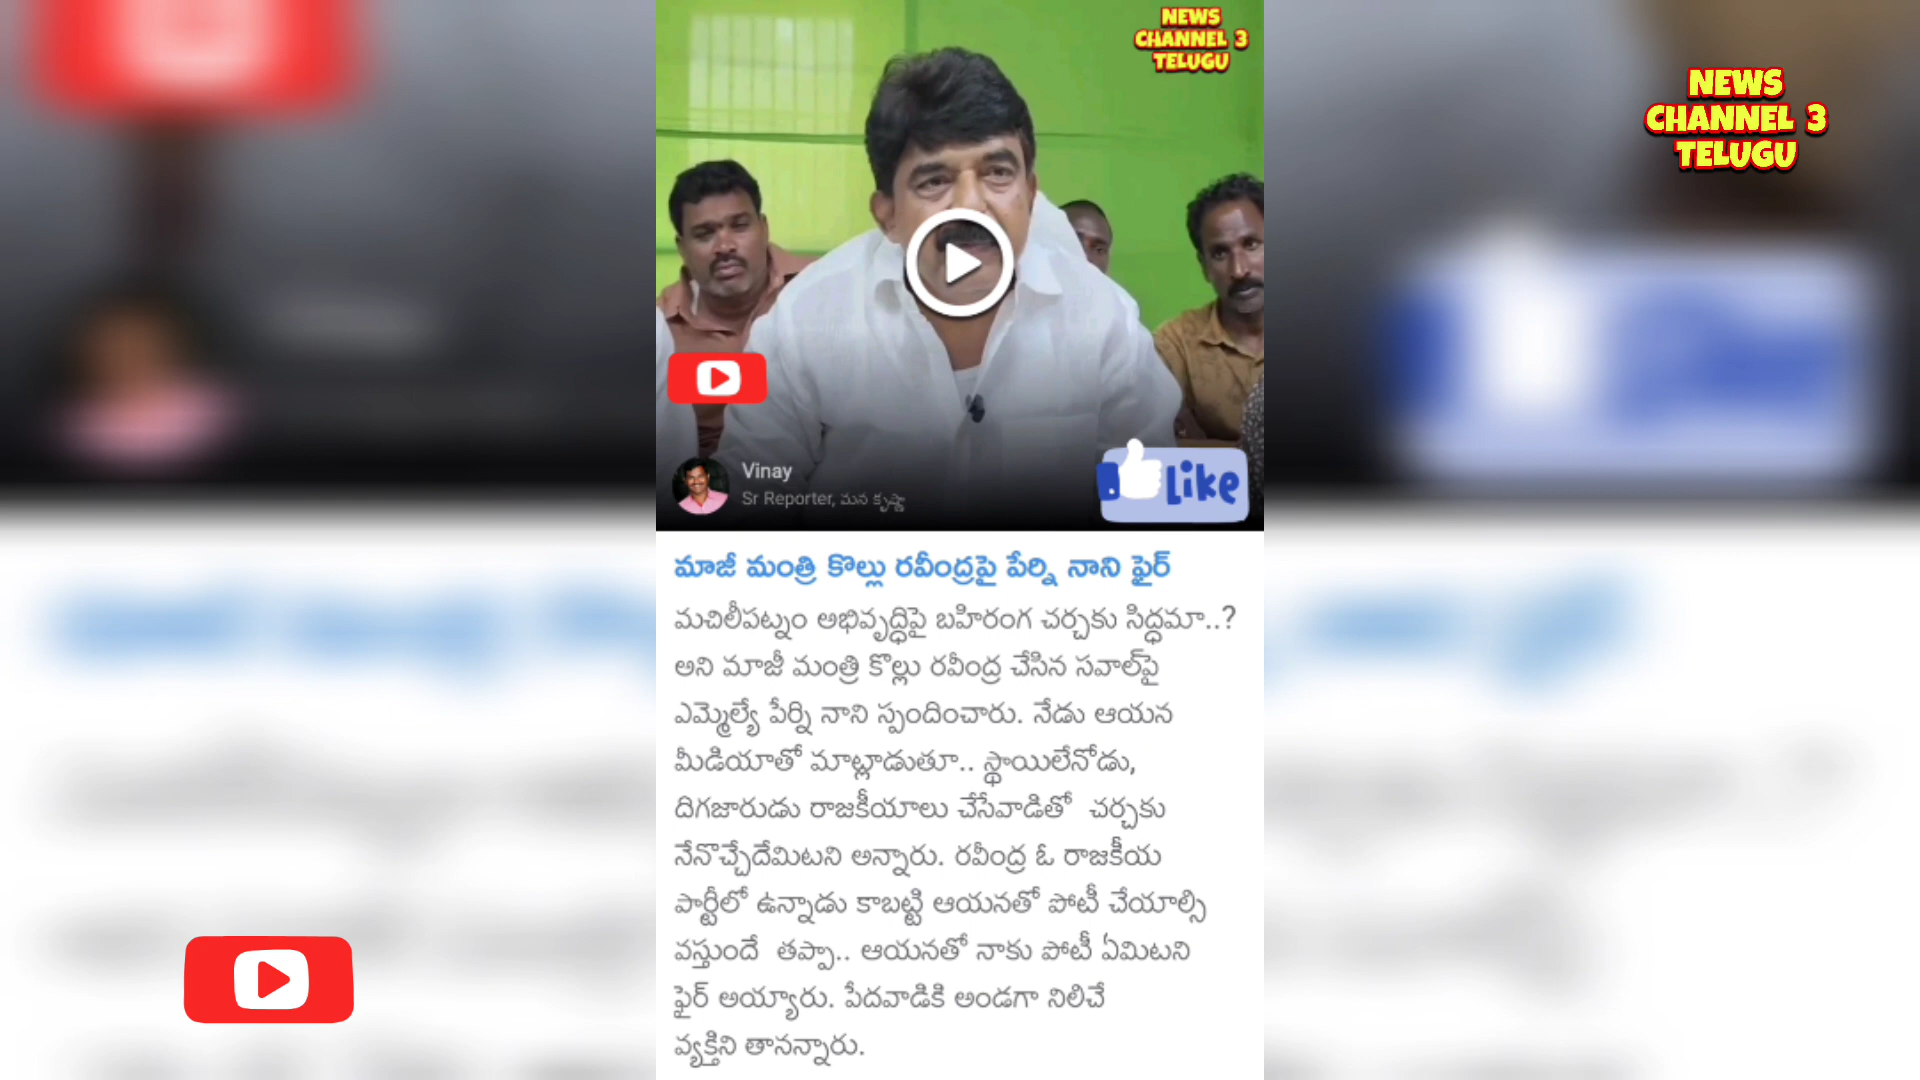 NEWS
CHANNEL 3
TELUGU
NEWS
CHANNEL 3
TELUGU
Vinay
Sr Reporter, మన కృష్ణా
Like
మాజీ మంత్రి కొల్లు రవీంద్రపై పేర్ని నాని ఫైర్
మచిలీపట్నం అభివృద్ధిపై బహిరంగ చర్చకు సిద్ధమా..?
అని మాజీ మంత్రి కొల్లు రవీంద్ర చేసిన సవాల్‌పై
ఎమ్మెల్యే పేర్ని నాని స్పందించారు. నేడు ఆయన
మీడియాతో మాట్లాడుతూ.. స్థాయిలేనోడు,
దిగజారుడు రాజకీయాలు చేసేవాడితో చర్చకు
నేనొచ్చేదేమిటని అన్నారు. రవీంద్ర ఓ రాజకీయ
పార్టీలో ఉన్నాడు కాబట్టి ఆయనతో పోటీ చేయాల్సి
వస్తుందే తప్పా.. ఆయనతో నాకు పోటీ ఏమిటని
ఫైర్ అయ్యారు. పేదవాడికి అండగా నిలిచే
వ్యక్తిని తానన్నారు.